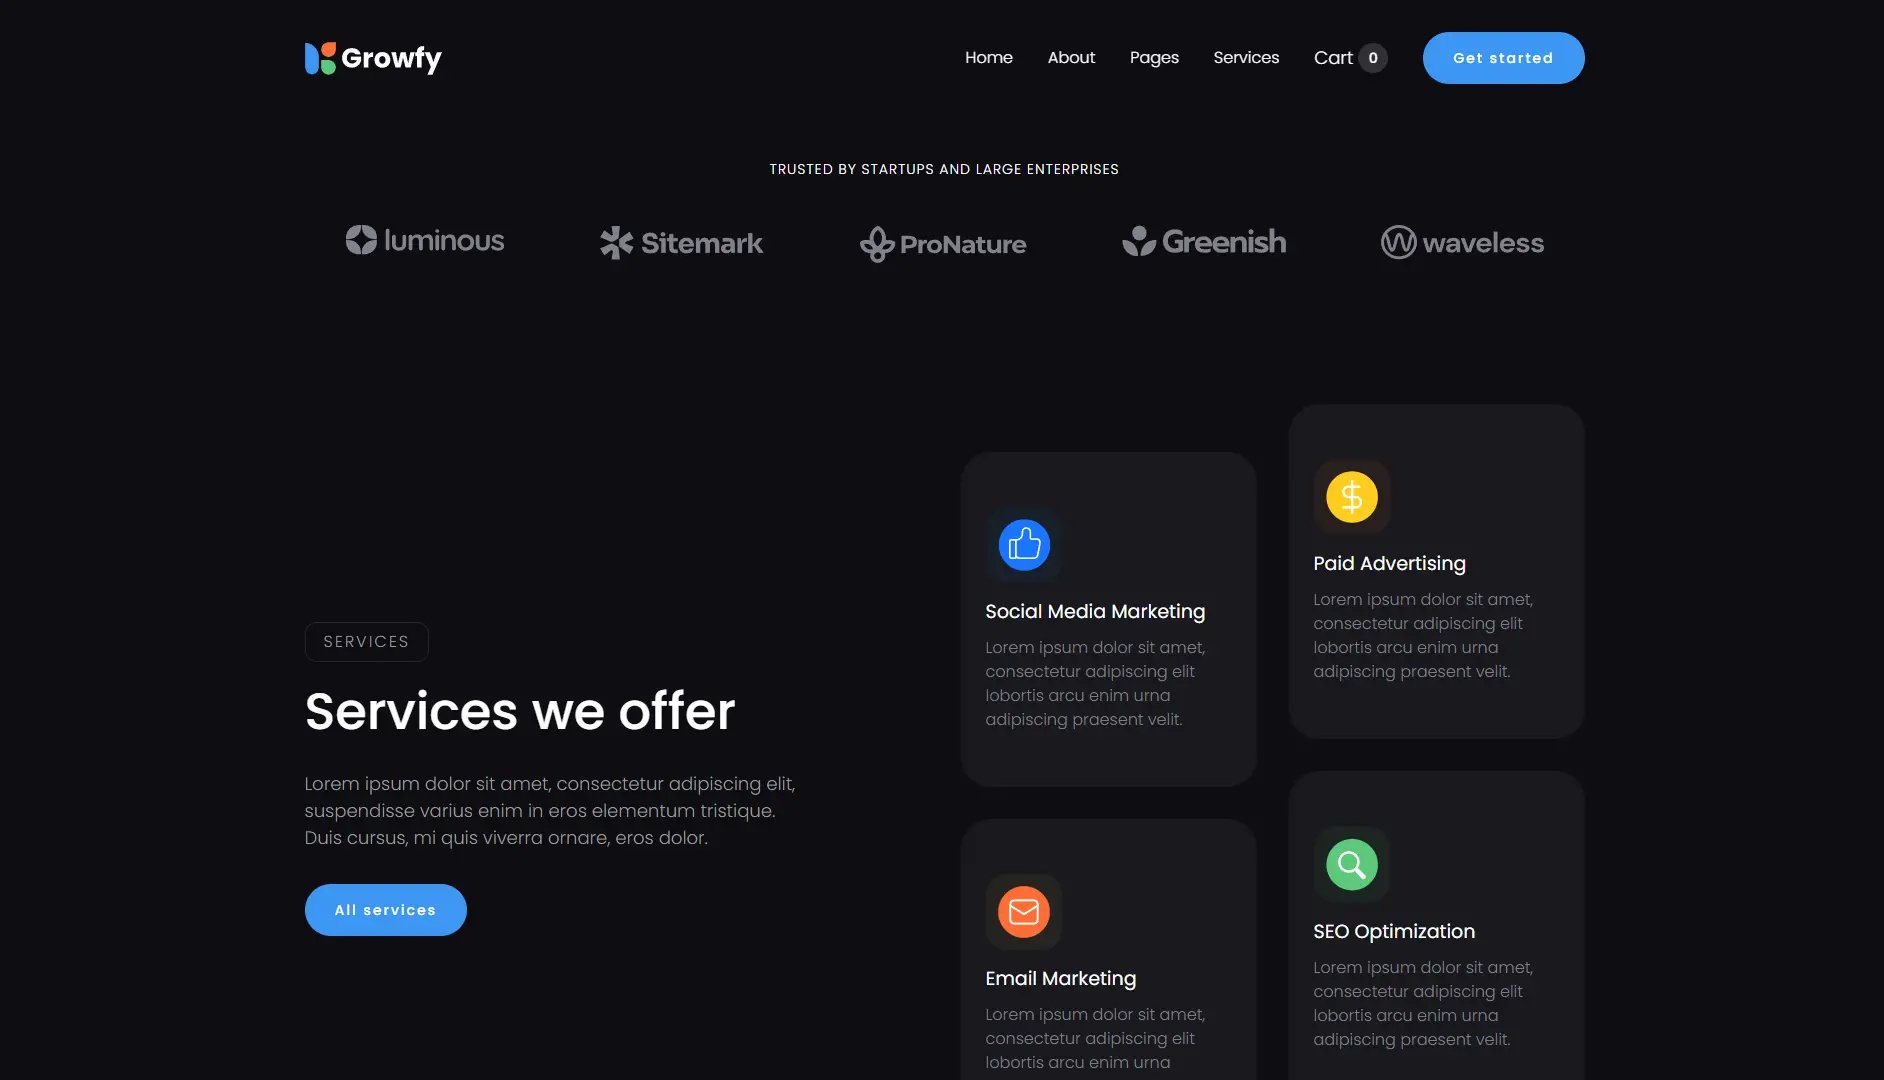 Growfy
Home
About
Pages
Services
Cart 0
Get started
TRUSTED BY STARTUPS AND LARGE ENTERPRISES
luminous
Sitemark
ProNature
Greenish
waveless
SERVICES
Services we offer
Lorem ipsum dolor sit amet, consectetur adipiscing elit,
suspendisse varius enim in eros elementum tristique.
Duis cursus, mi quis viverra ornare, eros dolor.
All services
Social Media Marketing
Lorem ipsum dolor sit amet,
consectetur adipiscing elit
lobortis arcu enim urna
adipiscing praesent velit.
Paid Advertising
Lorem ipsum dolor sit amet,
consectetur adipiscing elit
lobortis arcu enim urna
adipiscing praesent velit.
Email Marketing
Lorem ipsum dolor sit amet,
consectetur adipiscing elit
lobortis arcu enim urna
SEO Optimization
Lorem ipsum dolor sit amet,
consectetur adipiscing elit
lobortis arcu enim urna
adipiscing praesent velit.